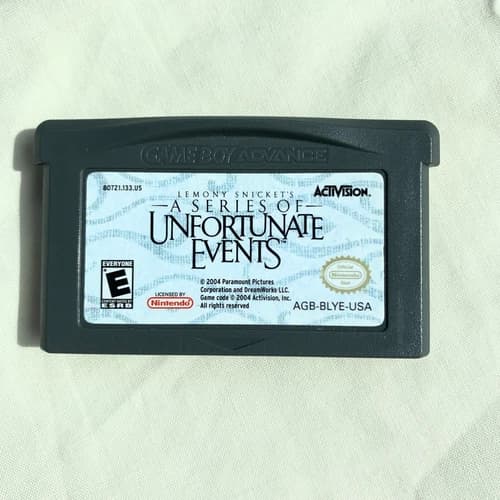 GAME BOY ADVANCE
80721.133.US
ACTIVISION.
LEMONY SNICKET'S
A SERIES OF
UNFORTUNATE
EVENTS™
EVERYONE
E
ESRB
LICENSED BY
Nintendo
© 2004 Paramount Pictures
Corporation and DreamWorks LLC.
Game code © 2004 Activision, Inc.
All rights reserved
Official
Nintendo
Seal
AGB-BLYE-USA